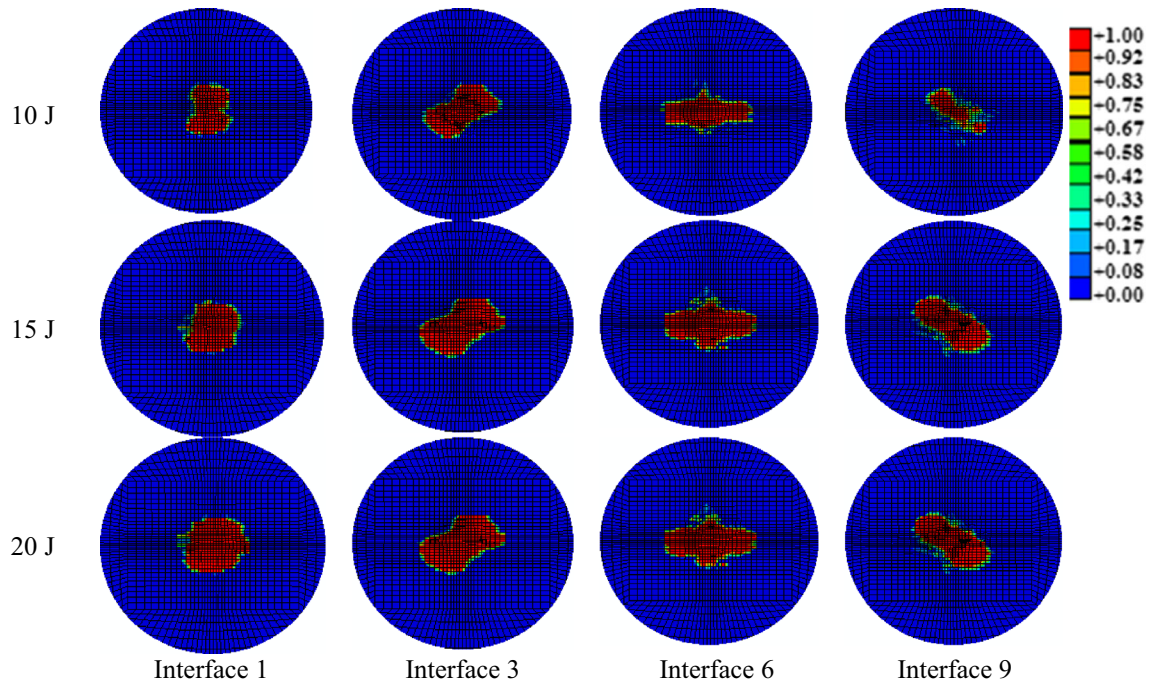 +1.00
+0.92
+0.83
+0.75
+0.67
+0.58
+0.42
+0.33
+0.25
+0.17
+0.08
+0.00
10 J
15 J
20 J
Interface 1
Interface 3
Interface 6
Interface 9